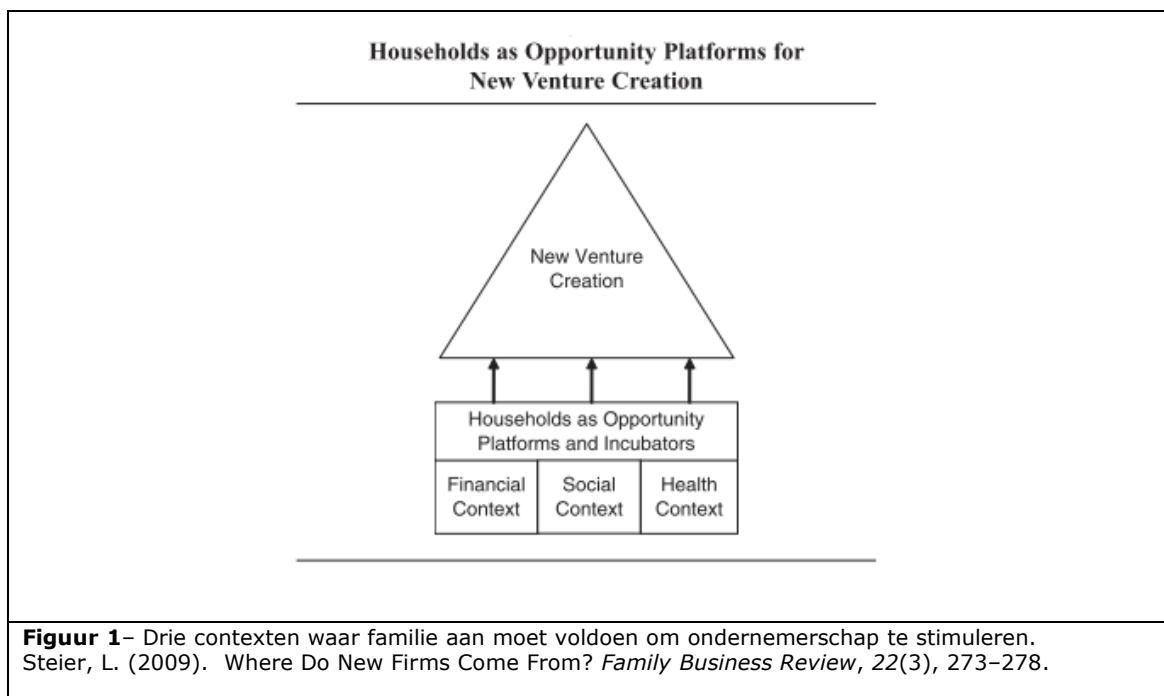 Households as Opportunity Platforms for
New Venture Creation
New Venture
Creation
Households as Opportunity
Platforms and Incubators
Financial
Context
Social
Context
Health
Context
Figuur 1– Drie contexten waar familie aan moet voldoen om ondernemerschap te stimuleren.
Steier, L. (2009).  Where Do New Firms Come From? Family Business Review, 22(3), 273–278.